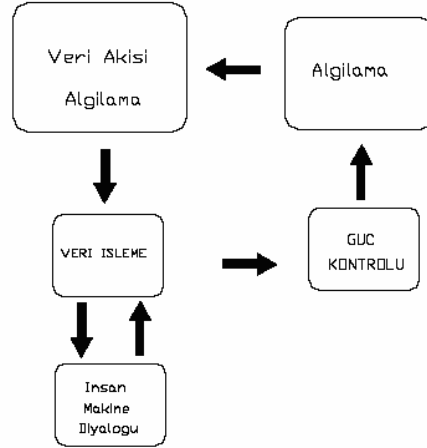 Veri Akisi
Algilama
Algilama
VERI ISLEME
GUC
KONTROLU
Insan
Makine
Diyalogu